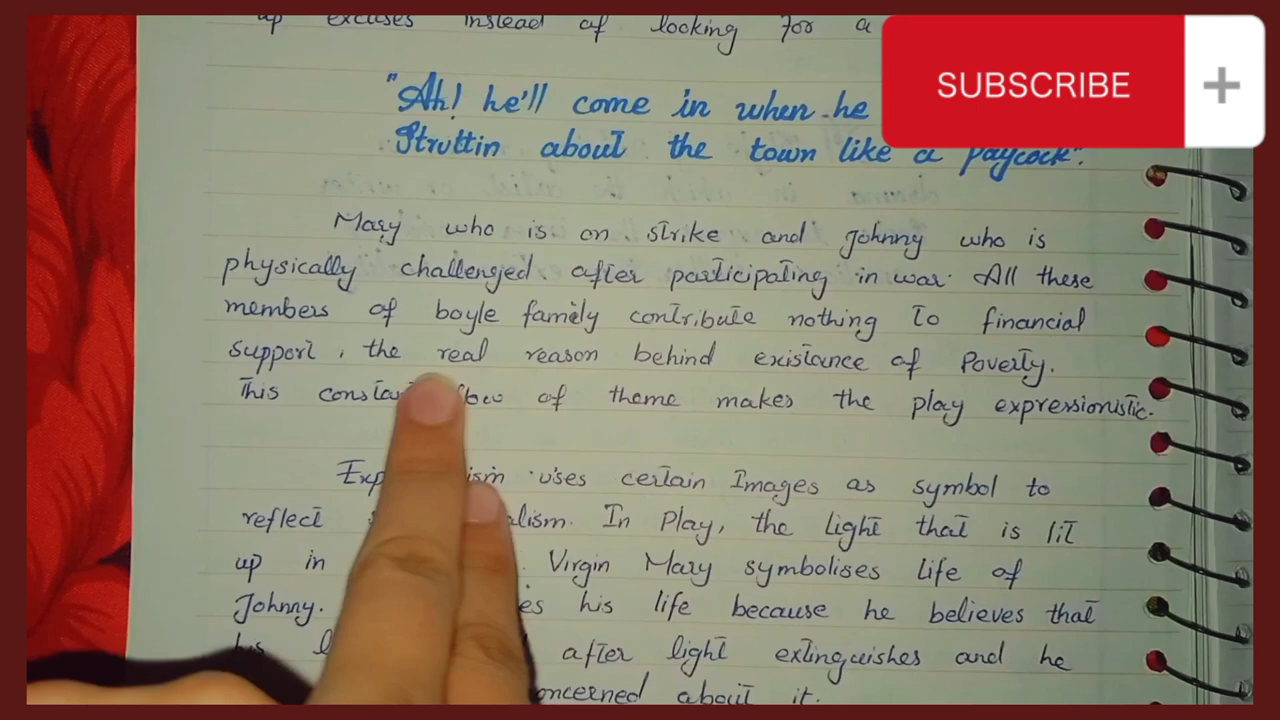 up excuses instead of looking for a
SUBSCRIBE
"Ah! he'll come in when he
Struttin about the town like a Paycock".
Mary who is on strike and Johnny who is
physically challenged after participating in war. All these
members of boyle family contribute nothing to financial
support, the real reason behind existance of Poverty.
This of theme makes the play expressionistic.
uses certain Images as symbol to
reflect In Play, the Light that is lit
up in Virgin Mary symbolises life of
Johnny. his life because he believes that
his after light extinguishes and he
about it.